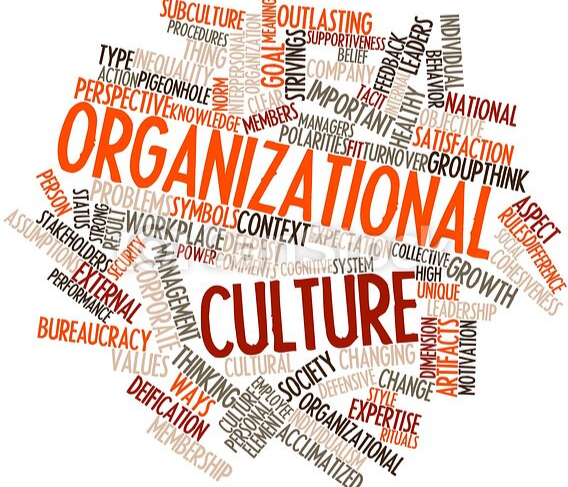 SUBCULTURE
PROCEDURES
THING
INTERPERSONAL
ORGANIZATION
MEANING
GOAL
CLEAR
STRIVINGS
OUTLASTING
SUPPORTIVENESS
BELIEF
COMPANY
TACIT
FEEDBACK
LEADERS
INDIVIDUAL
BEHAVIOR
TYPE
INEQUALITY
ACTION
PIGEONHOLE
NORM
PERSPECTIVE
KNOWLEDGE
MEMBERS
IMPORTANT
HEALTHY
NATIONAL
OBJECTIVE
SATISFACTION
MANAGERS
POLARITIES
FIT
TURNOVER
GROUPTHINK
ORGANIZATIONAL
PERSON
STATUS
STRONG
RESULT
PROBLEMS
SYMBOLS
CONTEXT
EXPECTATION
COLLECTIVE
ASPECT
RULES
DIFFERENCE
SOCIAL
COHESIVENESS
ASSUMPTION
STAKEHOLDERS
SECURITY
WORKPLACE
DEEPEST
POWER
COMMENTS
COGNITIVE
SYSTEM
HIGH
GROWTH
UNIQUE
LEADERSHIP
EXTERNAL
PERFORMANCE
CORPORATE
MANAGEMENT
CULTURE
DIMENSION
ARTIFACTS
MOTIVATION
BUREAUCRACY
VALUES
THINKING
WAYS
CULTURAL
SOCIETY
CHANGING
DEFENSIVE
CHANGE
STYLE
EXPERTISE
RITUALS
DEIFICATION
MEMBERSHIP
CULTURE
PERSONAL
EMPLOYEE
ELEMENT
INDIVIDUALISM
ORGANIZATIONAL
ACCLIMATIZED